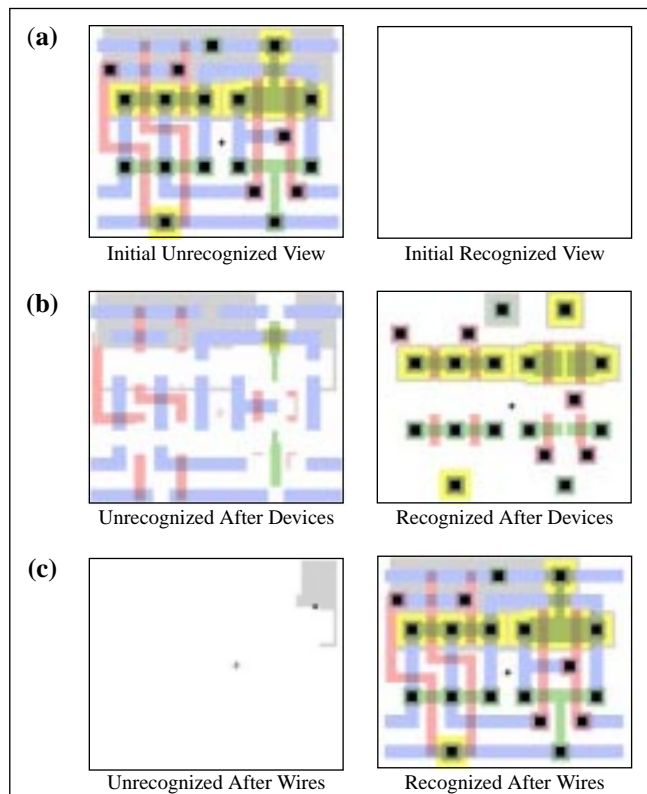 (a)
Initial Unrecognized View
Initial Recognized View
(b)
Unrecognized After Devices
Recognized After Devices
(c)
Unrecognized After Wires
Recognized After Wires